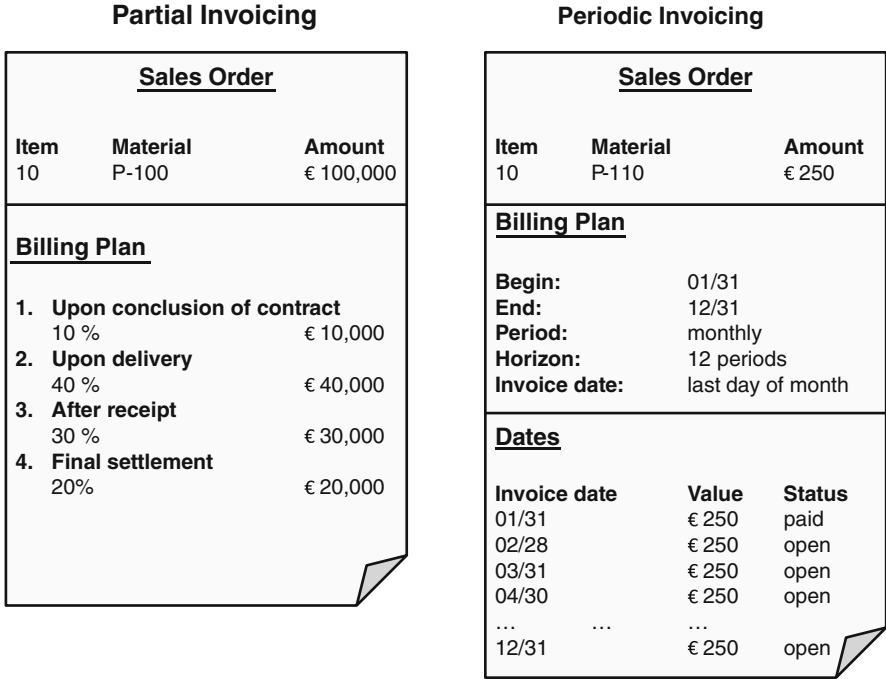 Partial Invoicing
Sales Order
Item Material Amount
10 P-100 € 100,000
Billing Plan
1. Upon conclusion of contract
10 % € 10,000
2. Upon delivery
40 % € 40,000
3. After receipt
30 % € 30,000
4. Final settlement
20% € 20,000
Periodic Invoicing
Sales Order
Item Material Amount
10 P-110 € 250
Billing Plan
Begin: 01/31
End: 12/31
Period: monthly
Horizon: 12 periods
Invoice date: last day of month
Dates
Invoice date Value Status
01/31 € 250 paid
02/28 € 250 open
03/31 € 250 open
04/30 € 250 open
… … …
12/31 € 250 open